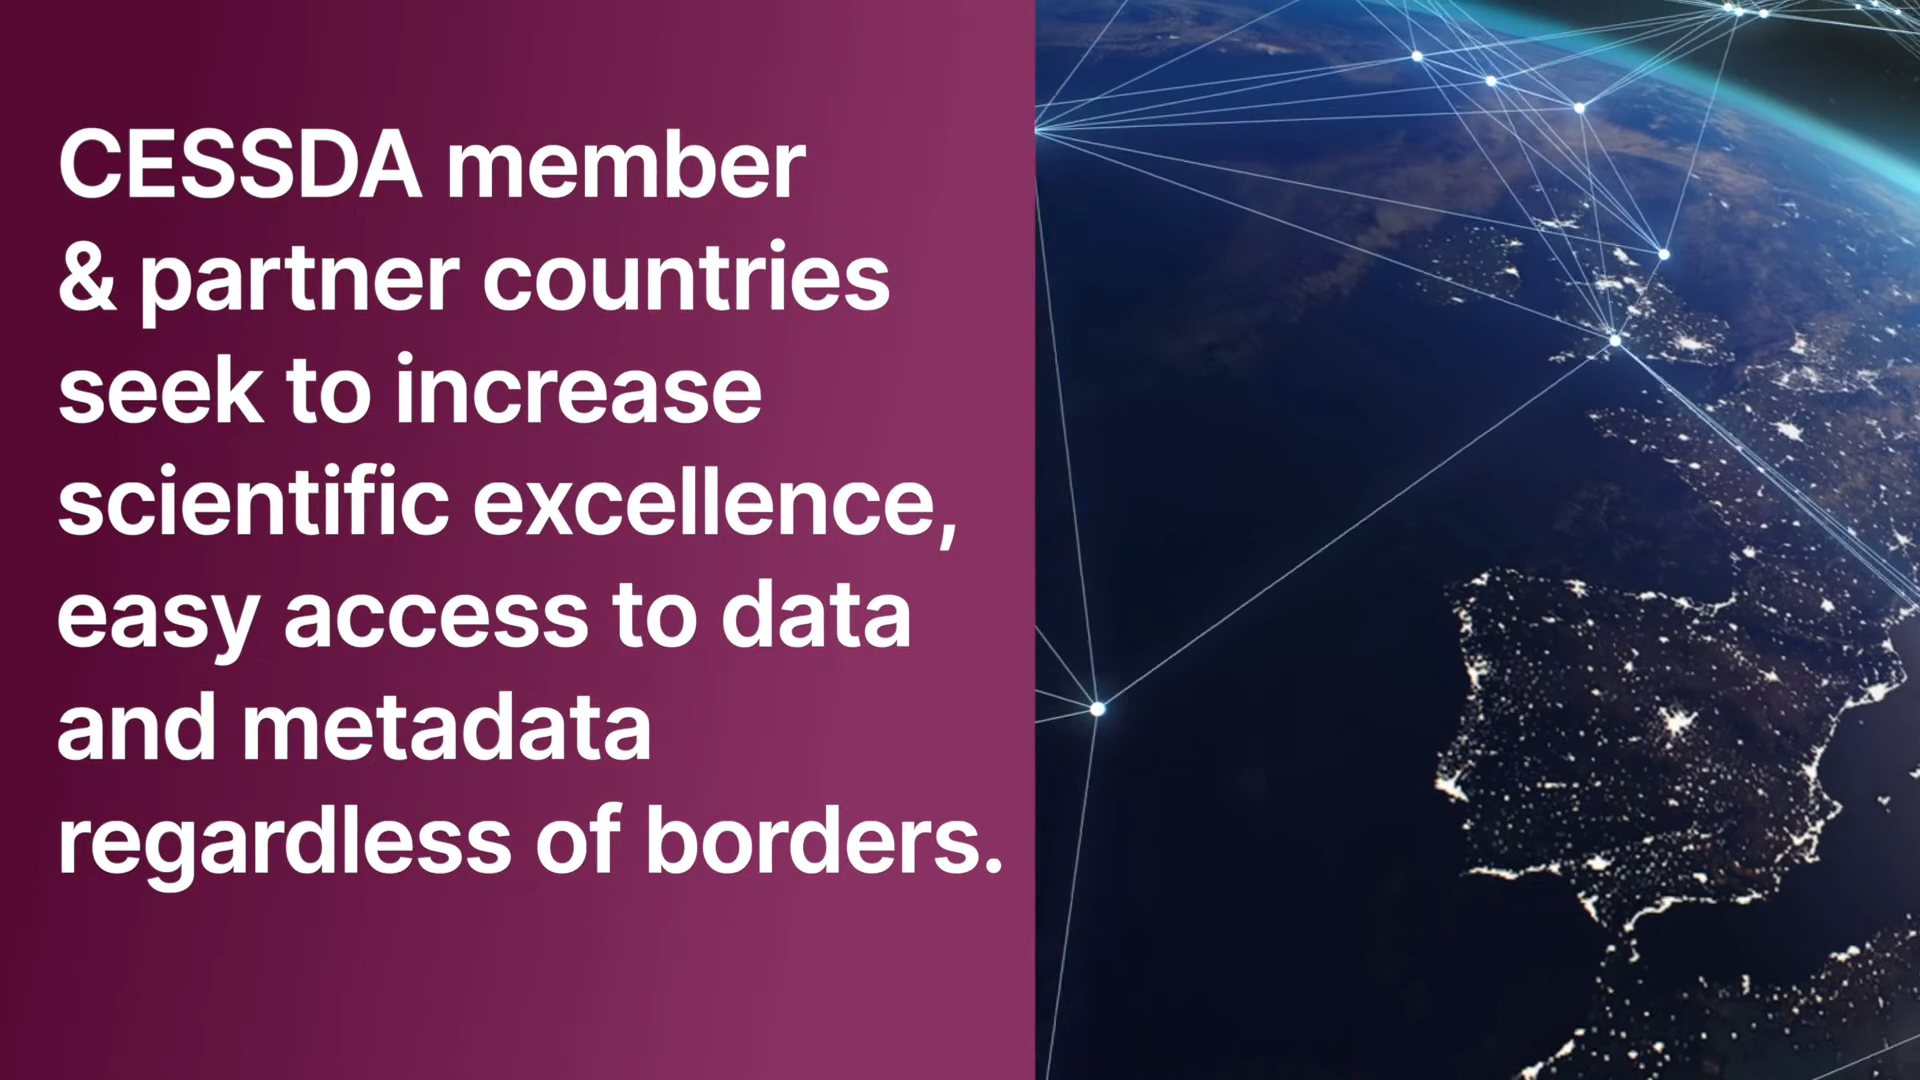 CESSDA member
& partner countries
seek to increase
scientific excellence,
easy access to data
and metadata
regardless of borders.